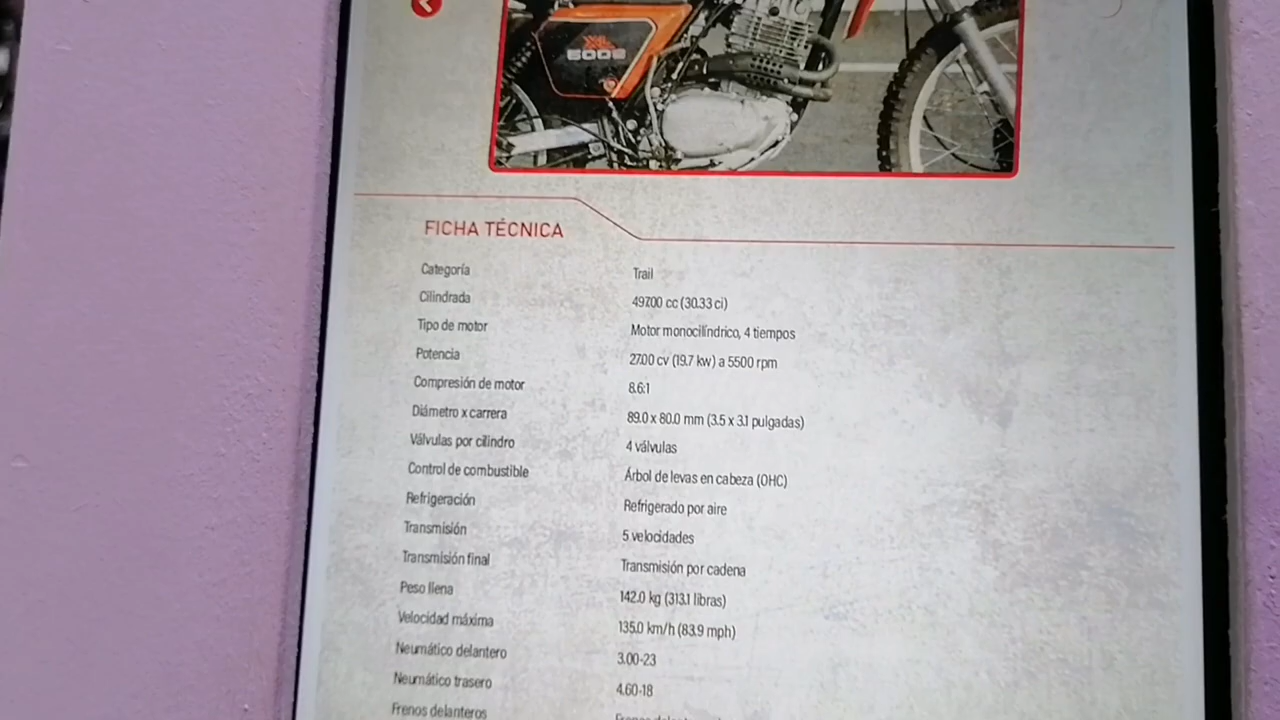 XL
500S
FICHA TÉCNICA
Categoría Trail
Cilindrada 497.00 cc (30.33 ci)
Tipo de motor Motor monocilíndrico, 4 tiempos
Potencia 27.00 cv (19.7 kw) a 5500 rpm
Compresión de motor 8.6:1
Diámetro x carrera 89.0 x 80.0 mm (3.5 x 3.1 pulgadas)
Válvulas por cilindro 4 válvulas
Control de combustible Árbol de levas en cabeza (OHC)
Refrigeración Refrigerado por aire
Transmisión 5 velocidades
Transmisión final Transmisión por cadena
Peso llena 142.0 kg (313.1 libras)
Velocidad máxima 135.0 km/h (83.9 mph)
Neumático delantero 3.00-23
Neumático trasero 4.60-18
Frenos delanteros